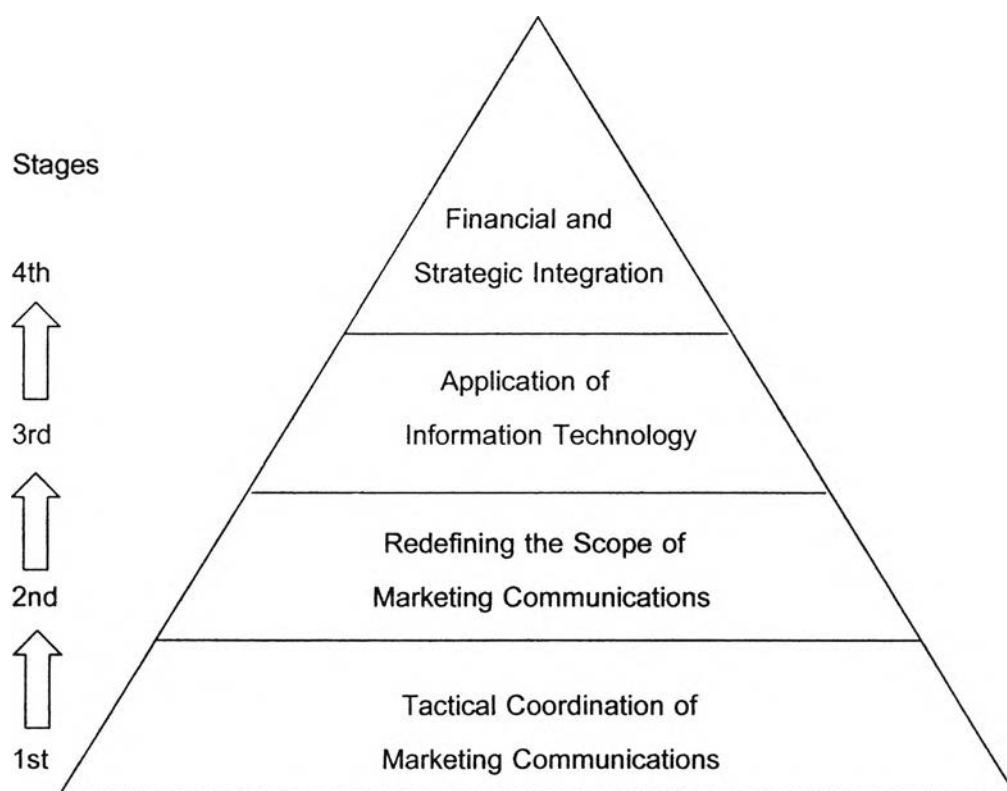 Stages
Financial and
Strategic Integration
4th
Application of
Information Technology
3rd
Redefining the Scope of
Marketing Communications
2nd
Tactical Coordination of
Marketing Communications
1st